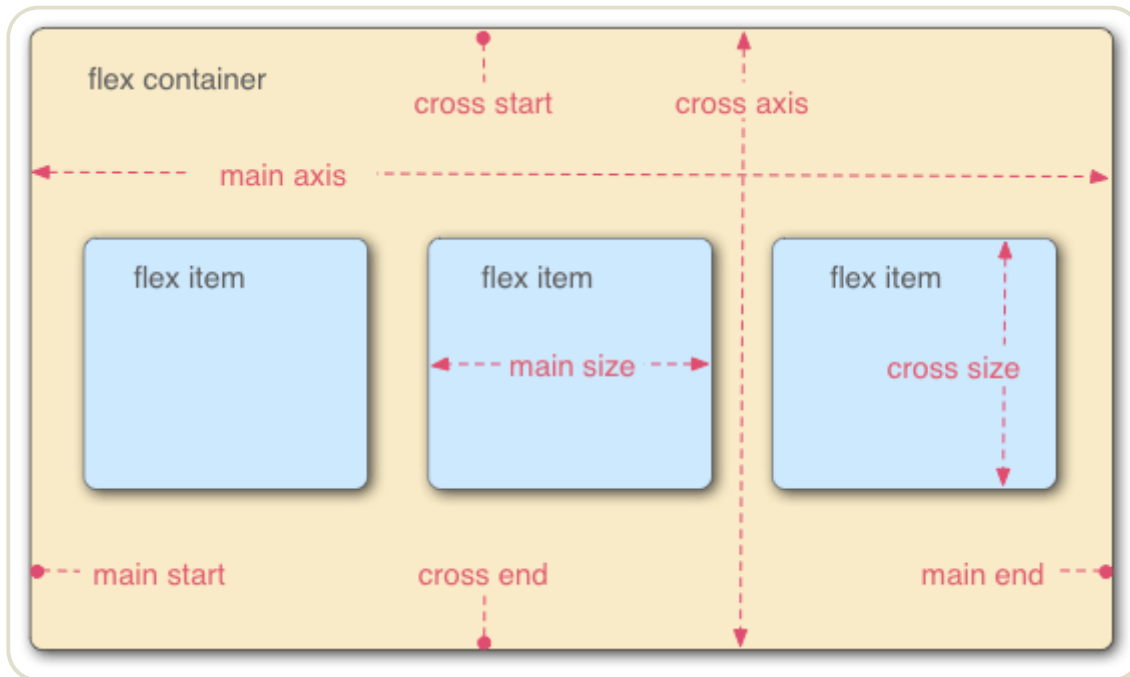 flex container
cross start
cross axis
main axis
flex item
flex item
flex item
main size
cross size
main start
cross end
main end